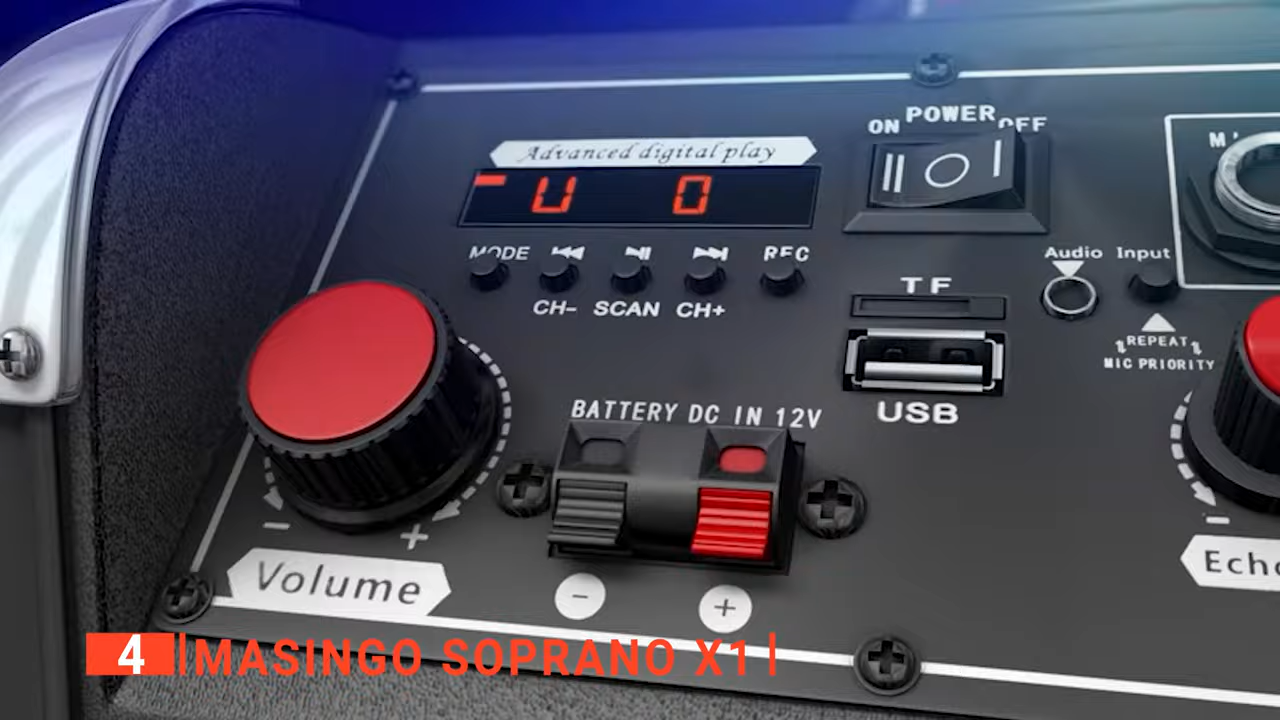 POWER
ON OFF
Advanced digital play
U 0
MODE REC
CH- SCAN CH+
TF
Audio Input
REPEAT
MIC PRIORITY
BATTERY DC IN 12V
USB
- +
Volume
- +
4 MASINGO SOPRANO X1